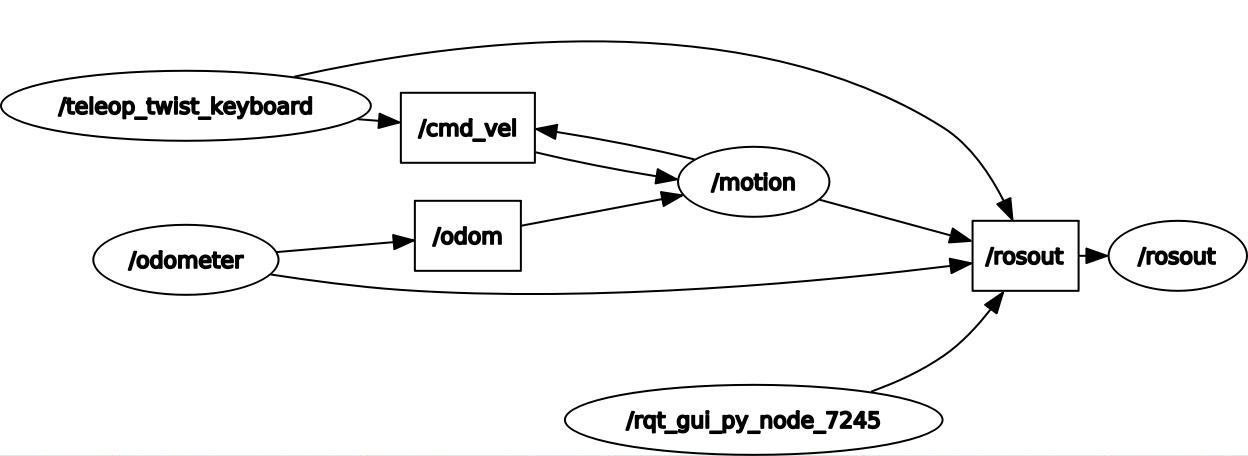 /teleop_twist_keyboard
/cmd_vel
/motion
/odom
/odometer
/rosout
/rosout
/rqt_gui_py_node_7245